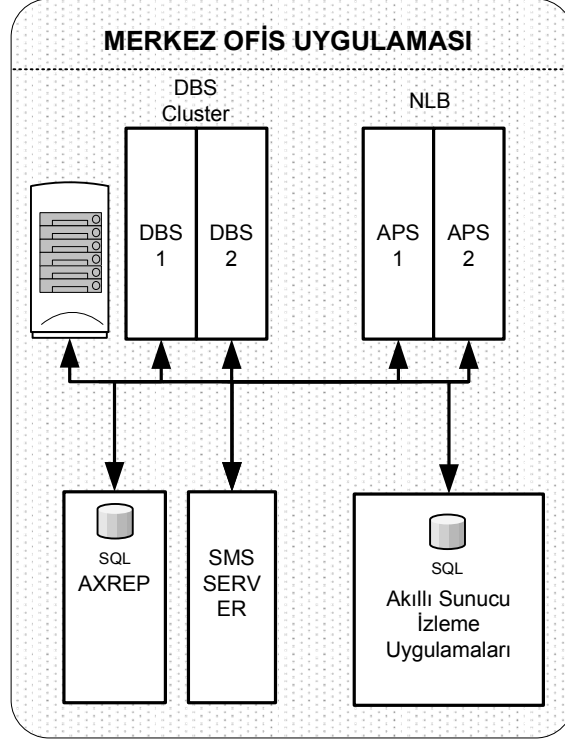 MERKEZ OFİS UYGULAMASI
DBS
Cluster
NLB
DBS
1
DBS
2
APS
1
APS
2
SQL
AXREP
SMS
SERV
ER
SQL
Akıllı Sunucu
İzleme
Uygulamaları